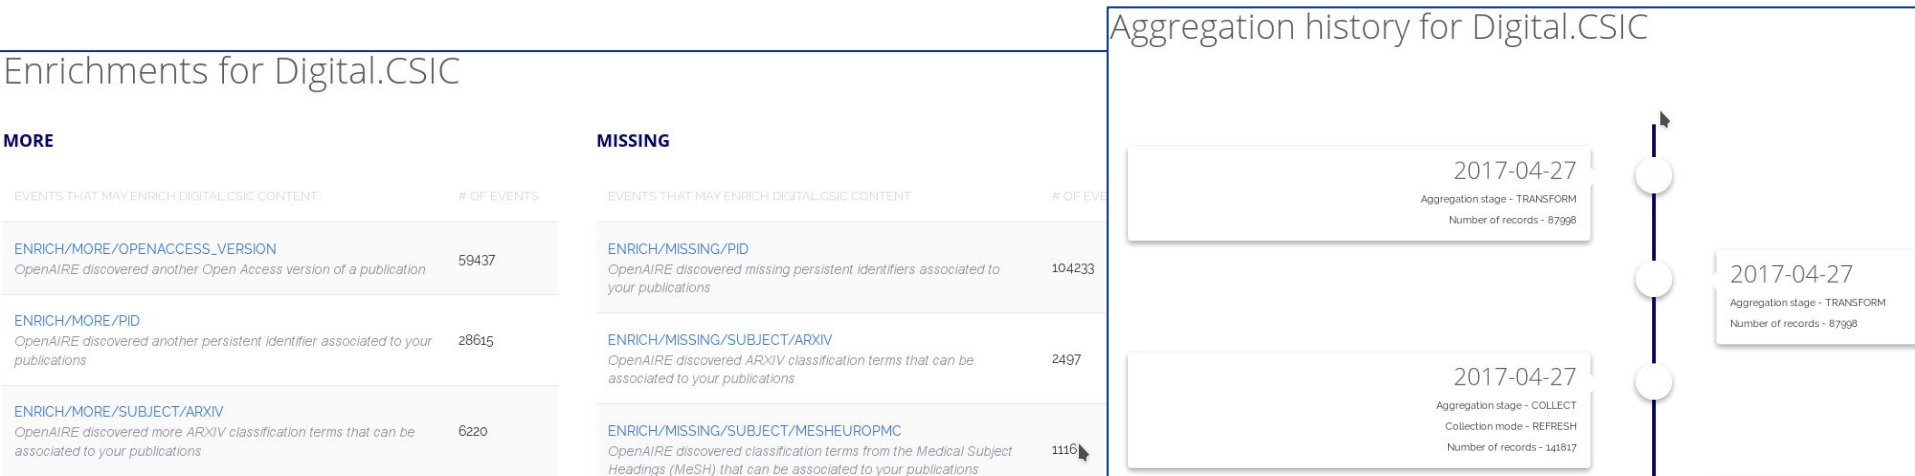 Enrichments for Digital.CSIC
MORE
EVENTS THAT MAY ENRICH DIGITAL.CSIC CONTENT # OF EVENTS
ENRICH/MORE/OPENACCESS_VERSION
OpenAIRE discovered another Open Access version of a publication
59437
ENRICH/MORE/PID
OpenAIRE discovered another persistent identifier associated to your
publications
28615
ENRICH/MORE/SUBJECT/ARXIV
OpenAIRE discovered more ARXIV classification terms that can be
associated to your publications
6220
MISSING
EVENTS THAT MAY ENRICH DIGITAL.CSIC CONTENT # OF EVE
ENRICH/MISSING/PID
OpenAIRE discovered missing persistent identifiers associated to
your publications
104233
ENRICH/MISSING/SUBJECT/ARXIV
OpenAIRE discovered ARXIV classification terms that can be
associated to your publications
2497
ENRICH/MISSING/SUBJECT/MESHEUROPMC
OpenAIRE discovered classification terms from the Medical Subject
Headings (MeSH) that can be associated to your publications
Aggregation history for Digital.CSIC
2017-04-27
Aggregation stage - TRANSFORM
Number of records - 87998
2017-04-27
Aggregation stage - TRANSFORM
Number of records - 87998
2017-04-27
Aggregation stage - COLLECT
Collection mode - REFRESH
Number of records - 141817